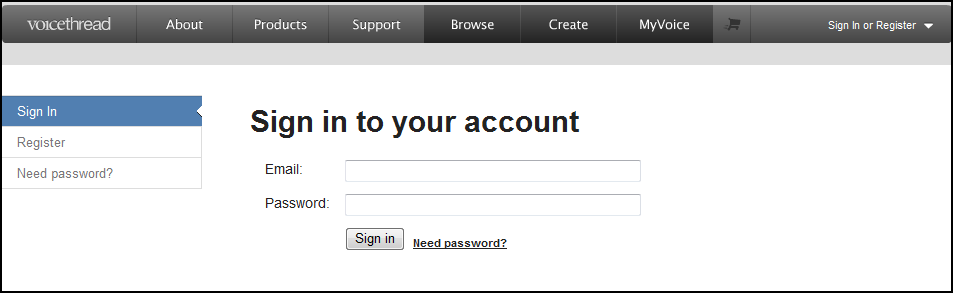 voicethread About Products Support Browse Create MyVoice Sign In or Register
Sign In
Register
Need password?
Sign in to your account
Email:
Password:
Sign in Need password?